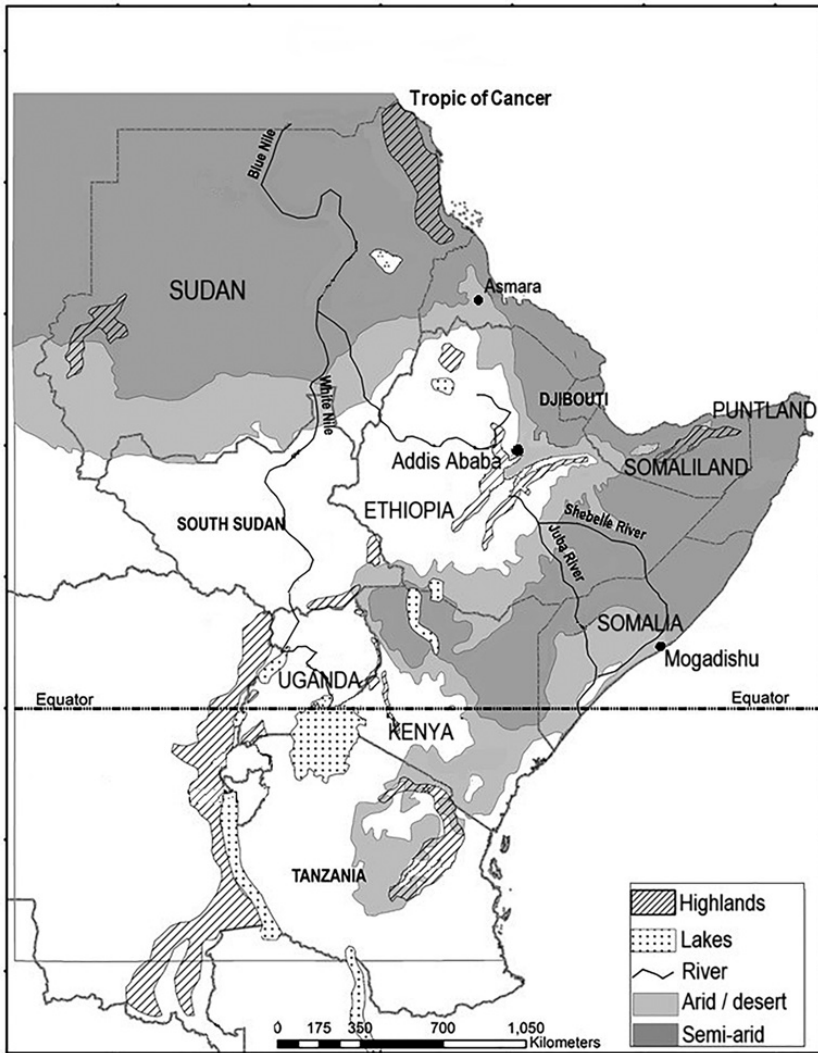 Tropic of Cancer
Blue Nile
SUDAN
Asmara
White Nile
DJIBOUTI
PUNTLAND
Addis Ababa
SOMALILAND
ETHIOPIA
SOUTH SUDAN
Shebelle River
Juba River
SOMALIA
Mogadishu
UGANDA
Equator
Equator
KENYA
TANZANIA
Highlands
Lakes
River
Arid / desert
Semi-arid
0 175 350 700 1,050
Kilometers